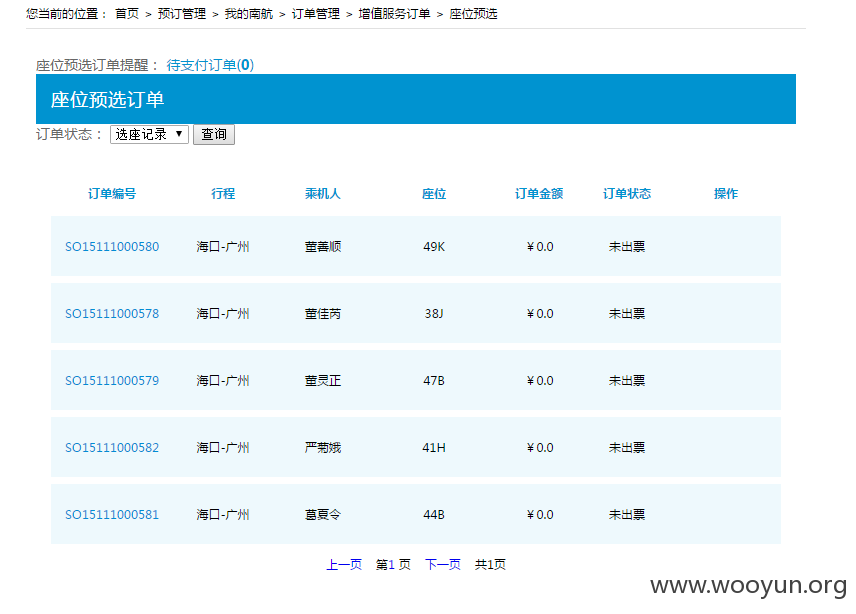 您当前的位置： 首页 > 预订管理 > 我的南航 > 订单管理 > 增值服务订单 > 座位预选
座位预选订单提醒： 待支付订单(0)
座位预选订单
订单状态： 选座记录 ▼ 查询
订单编号 行程 乘机人 座位 订单金额 订单状态 操作
SO15111000580 海口-广州 董善顺 49K ￥0.0 未出票
SO15111000578 海口-广州 董佳芮 38J ￥0.0 未出票
SO15111000579 海口-广州 董灵正 47B ￥0.0 未出票
SO15111000582 海口-广州 严菊娥 41H ￥0.0 未出票
SO15111000581 海口-广州 葛夏令 44B ￥0.0 未出票
上一页 第1 页 下一页 共1页
www.wooyun.org